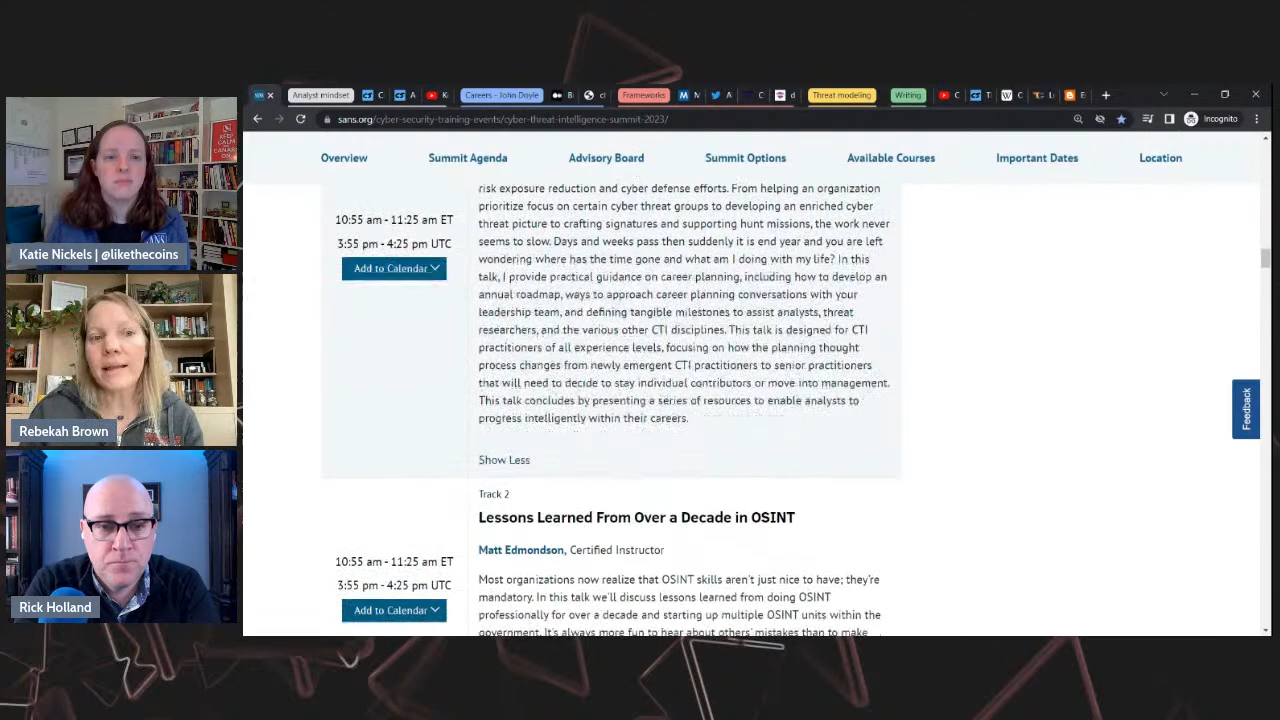 Analyst mindset
Careers – John Doyle
Frameworks
Threat modeling
Writing
sans.org/cyber-security-training-events/cyber-threat-intelligence-summit-2023/
Incognito
Overview
Summit Agenda
Advisory Board
Summit Options
Available Courses
Important Dates
Location
10:55 am - 11:25 am ET
3:55 pm - 4:25 pm UTC
Add to Calendar
risk exposure reduction and cyber defense efforts. From helping an organization
prioritize focus on certain cyber threat groups to developing an enriched cyber
threat picture to crafting signatures and supporting hunt missions, the work never
seems to slow. Days and weeks pass then suddenly it is end year and you are left
wondering where has the time gone and what am I doing with my life? In this
talk, I provide practical guidance on career planning, including how to develop an
annual roadmap, ways to approach career planning conversations with your
leadership team, and defining tangible milestones to assist analysts, threat
researchers, and the various other CTI disciplines. This talk is designed for CTI
practitioners of all experience levels, focusing on how the planning thought
process changes from newly emergent CTI practitioners to senior practitioners
that will need to decide to stay individual contributors or move into management.
This talk concludes by presenting a series of resources to enable analysts to
progress intelligently within their careers.
Show Less
Track 2
Lessons Learned From Over a Decade in OSINT
Matt Edmondson, Certified Instructor
10:55 am - 11:25 am ET
3:55 pm - 4:25 pm UTC
Add to Calendar
Most organizations now realize that OSINT skills aren't just nice to have; they're
mandatory. In this talk we'll discuss lessons learned from doing OSINT
professionally for over a decade and starting up multiple OSINT units within the
government. It's always more fun to hear about others' mistakes than to make
Feedback
Katie Nickels | @likethecoins
Rebekah Brown
Rick Holland